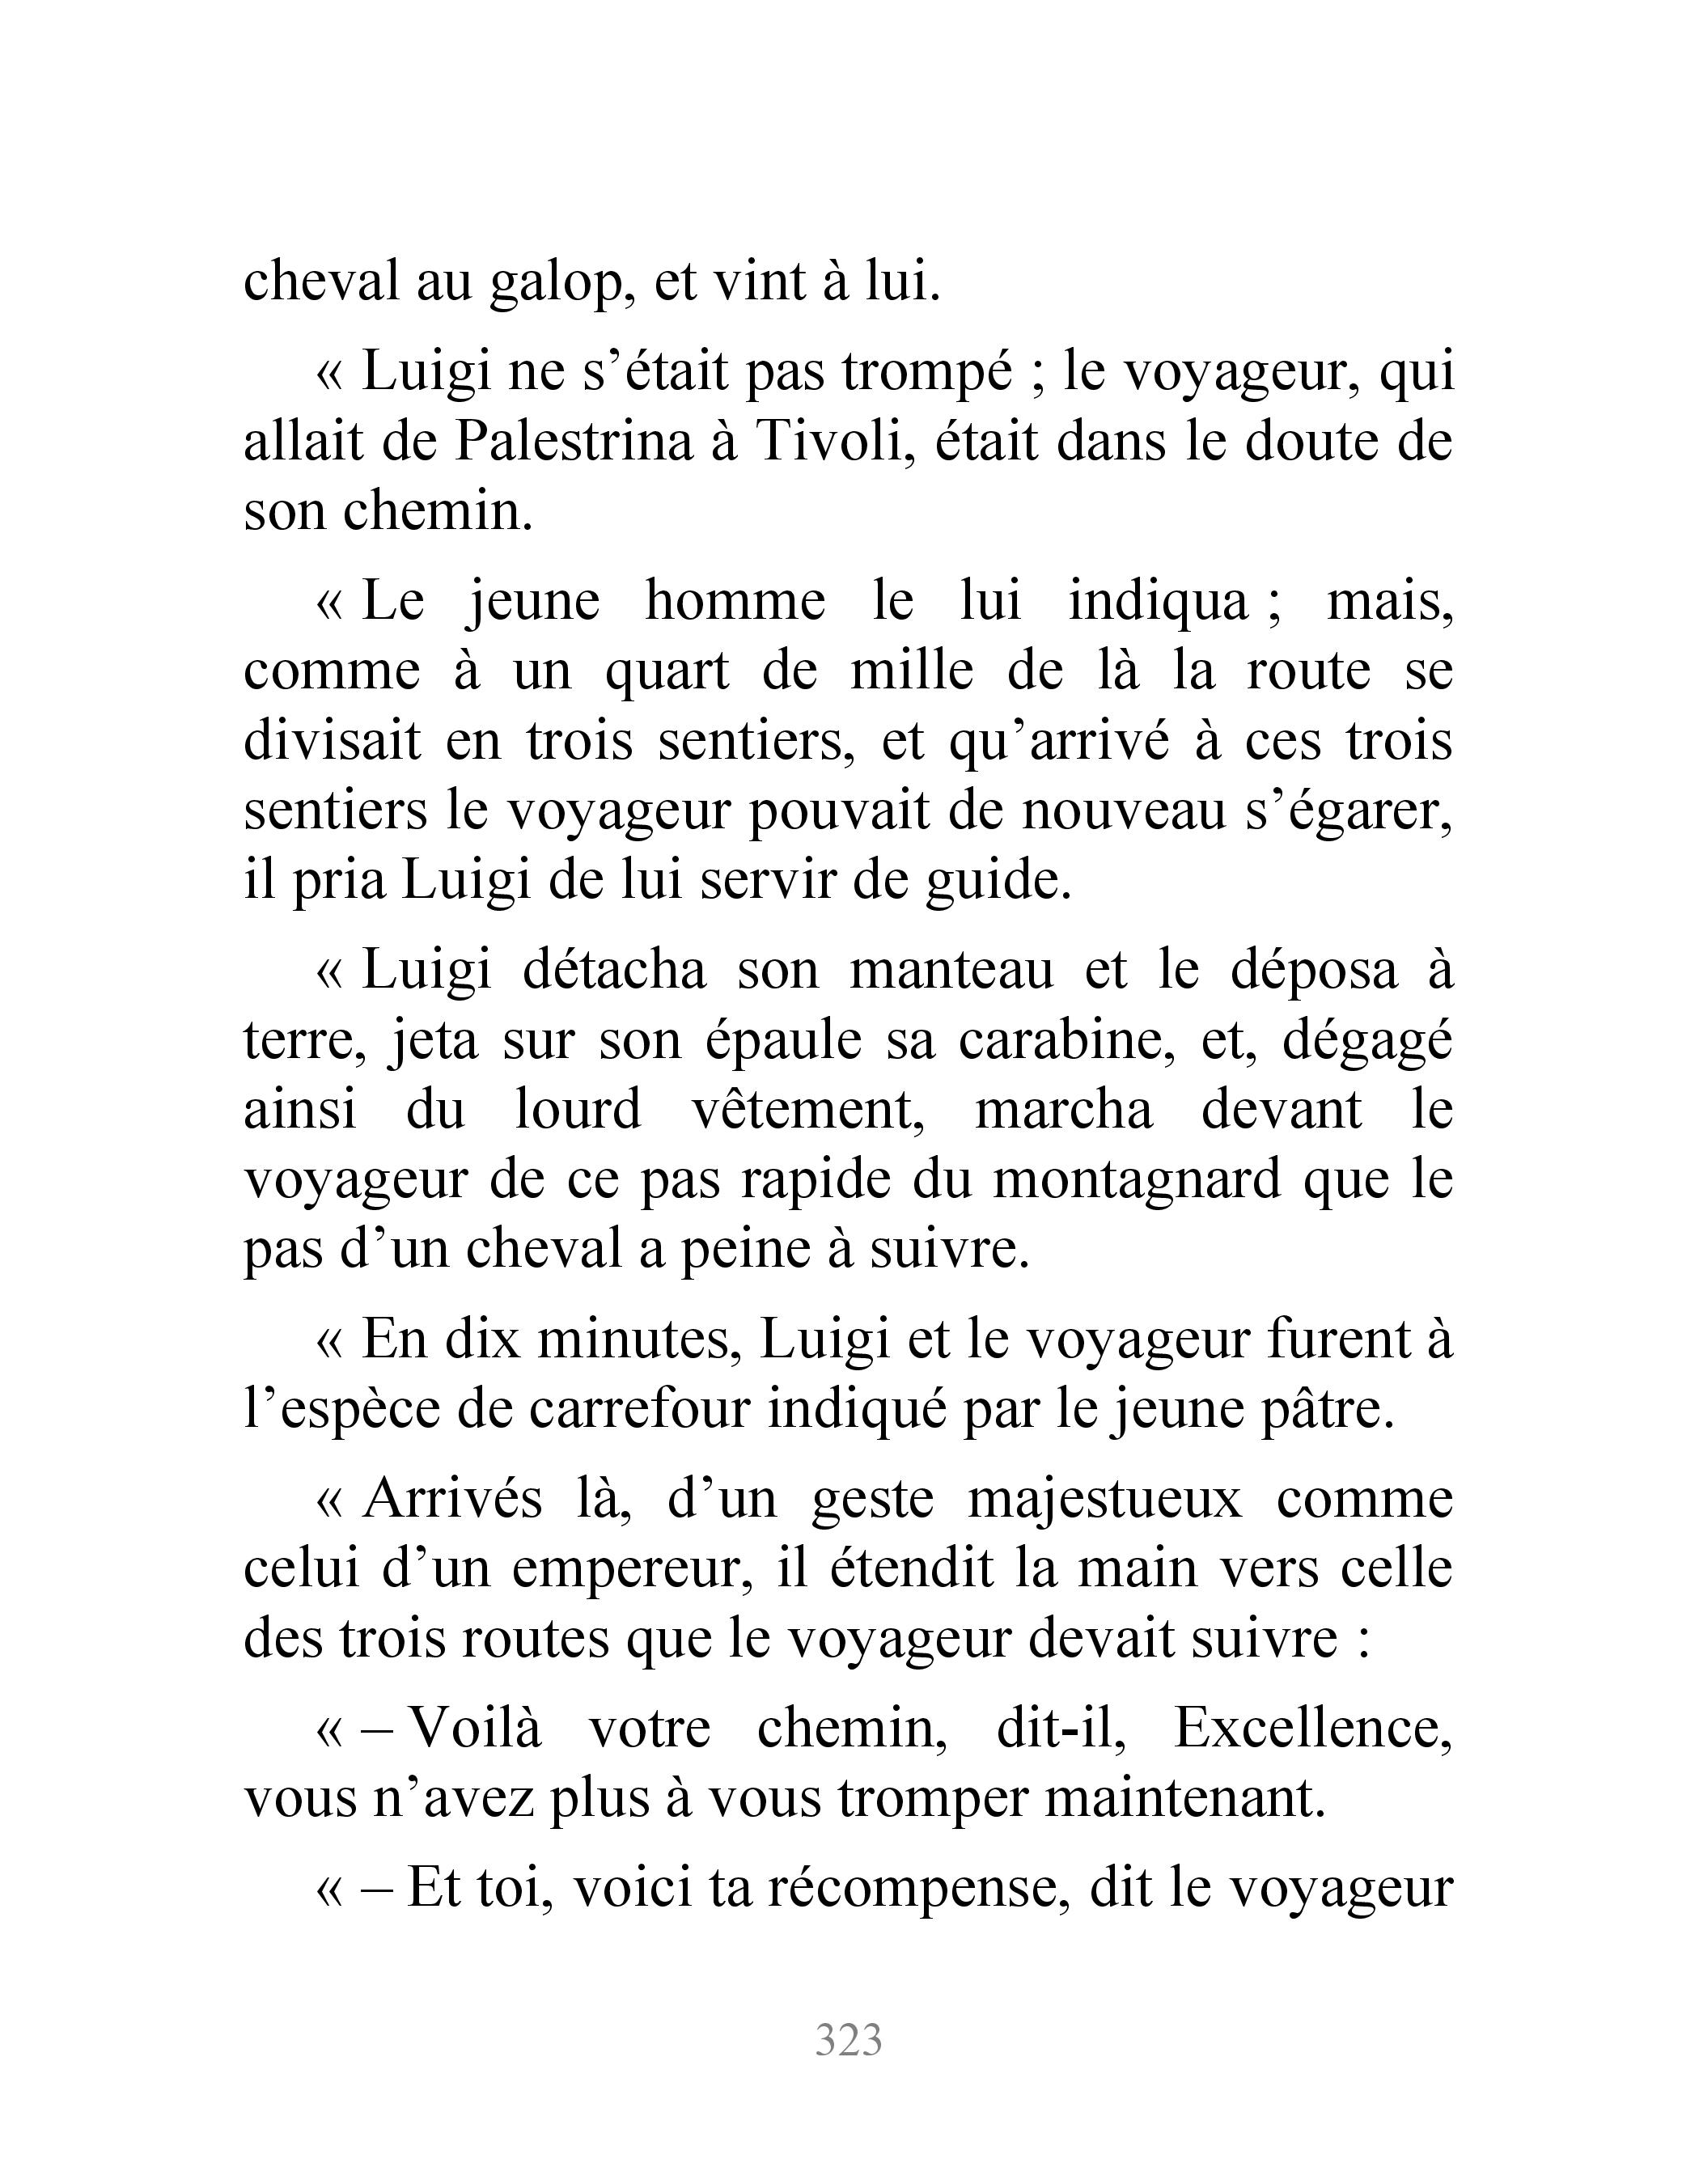 cheval au galop, et vint à lui.
« Luigi ne s’était pas trompé ; le voyageur, qui
allait de Palestrina à Tivoli, était dans le doute de
son chemin.
« Le jeune homme le lui indiqua ; mais,
comme à un quart de mille de là la route se
divisait en trois sentiers, et qu’arrivé à ces trois
sentiers le voyageur pouvait de nouveau s’égarer,
il pria Luigi de lui servir de guide.
« Luigi détacha son manteau et le déposa à
terre, jeta sur son épaule sa carabine, et, dégagé
ainsi du lourd vêtement, marcha devant le
voyageur de ce pas rapide du montagnard que le
pas d’un cheval a peine à suivre.
« En dix minutes, Luigi et le voyageur furent à
l’espèce de carrefour indiqué par le jeune pâtre.
« Arrivés là, d’un geste majestueux comme
celui d’un empereur, il étendit la main vers celle
des trois routes que le voyageur devait suivre :
« – Voilà votre chemin, dit-il, Excellence,
vous n’avez plus à vous tromper maintenant.
« – Et toi, voici ta récompense, dit le voyageur
323